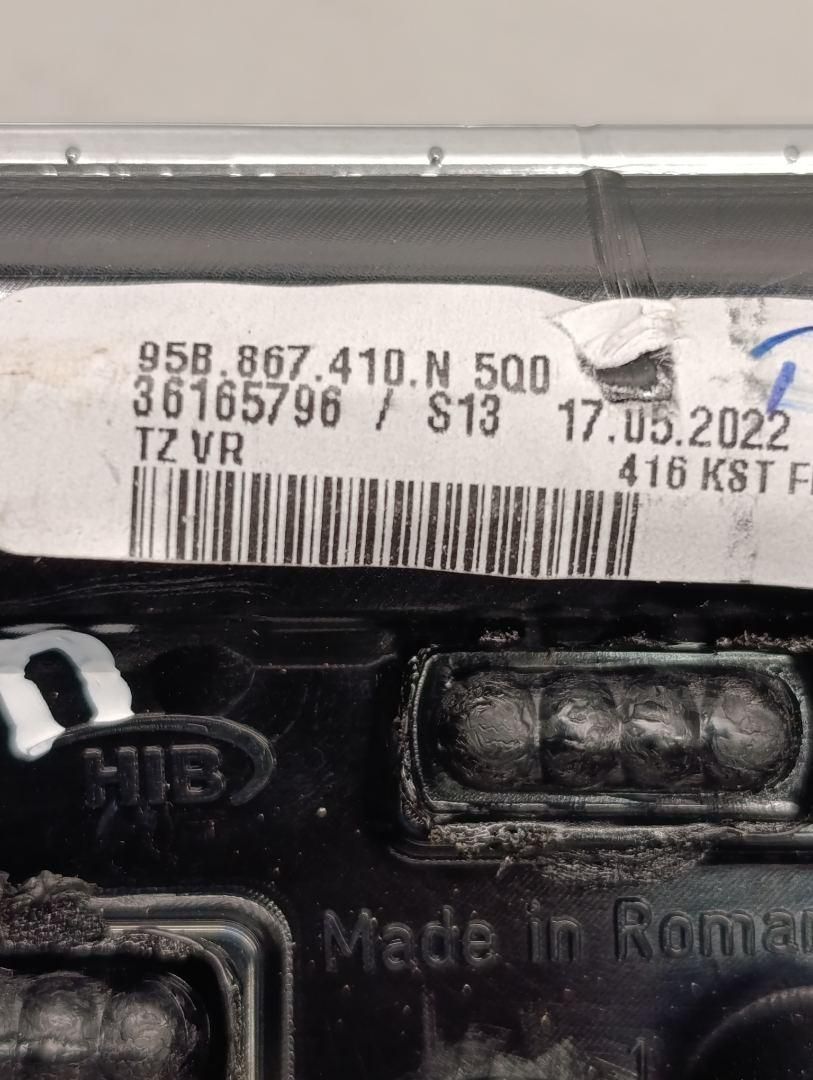 95B.867.410.N 5Q0
36165796 / S13 17.05.2022
TZ VR
416 KST
HIB
Made in